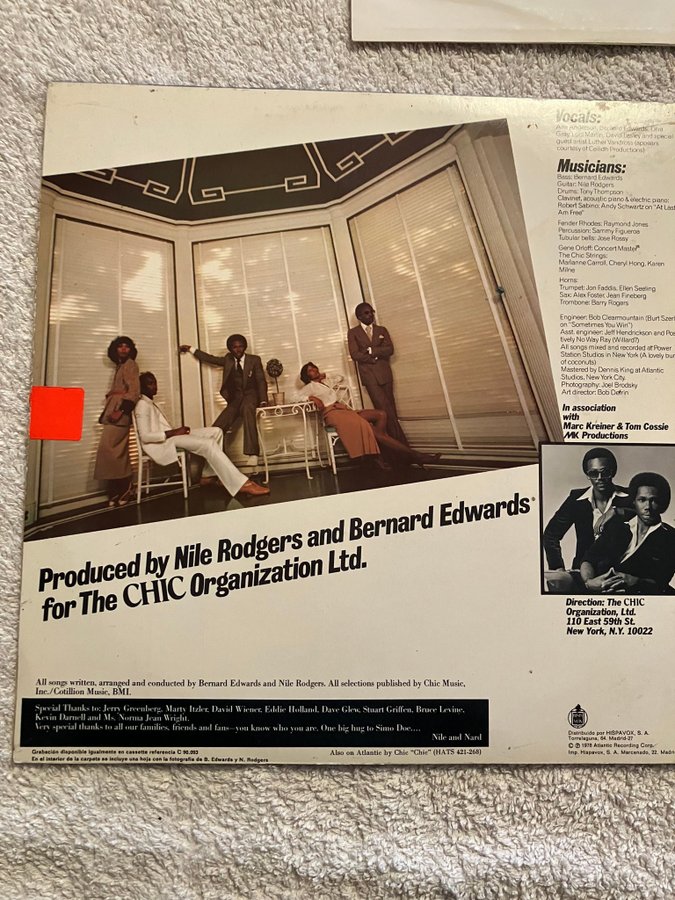 Vocals:
Alfa Anderson, Bernard Edwards, Diva
Gray, Luci Martin, David Lasley and special
guest artist Luther Vandross (appears
courtesy of Cotillion Productions)
Musicians:
Bass: Bernard Edwards
Guitar: Nile Rodgers
Drums: Tony Thompson
Clavinet, acoustic piano & electric piano:
Robert Sabino; Andy Schwartz on "At Last
Am Free"
Fender Rhodes: Raymond Jones
Percussion: Sammy Figueroa
Tubular bells: Jose Rossy
Gene Orloff: Concert Master
The Chic Strings:
Marianne Carroll, Cheryl Hong, Karen
Milne
Horns:
Trumpet: Jon Faddis, Ellen Seeling
Sax: Alex Foster, Jean Fineberg
Trombone: Barry Rogers
Engineer: Bob Clearmountain (Burt Szer
on "Sometimes You Win")
Asst. engineer: Jeff Hendrickson and Pos
tively No Way Ray (Willard?)
All songs mixed and recorded at Power
Station Studios in New York (A lovely bun
of coconuts)
Mastered by Dennis King at Atlantic
Studios, New York City.
Photography: Joel Brodsky
Art director: Bob Defrin
In association
with
Marc Kreiner & Tom Cossie
MK Productions
Produced by Nile Rodgers and Bernard Edwards*
for The CHIC Organization Ltd.
Direction: The CHIC
Organization, Ltd.
110 East 59th St.
New York, N.Y. 10022
All songs written, arranged and conducted by Bernard Edwards and Nile Rodgers. All selections published by Chic Music,
Inc./Cotillion Music, BMI.
Special Thanks to: Jerry Greenberg, Marty Itzler, David Wiener, Eddie Holland, Dave Glew, Stuart Griffen, Bruce Levine,
Kevin Darnell and Ms. Norma Jean Wright.
Very special thanks to all our families, friends and fans—you know who you are. One big hug to Simo Doe....
Nile and Nard
Grabación disponible igualmente en cassette referencia C 90.093
Also on Atlantic by Chic "Chic" (HATS 421-268)
En el interior de la carpeta se incluye una hoja con la fotografía de B. Edwards y N. Rodgers
Distribuido por HISPAVOX, S. A.
Torrelaguna, 64. Madrid-27
℗ 1978 Atlantic Recording Corp.
Imp. Hispavox, S. A. Marcenado, 32. Madr